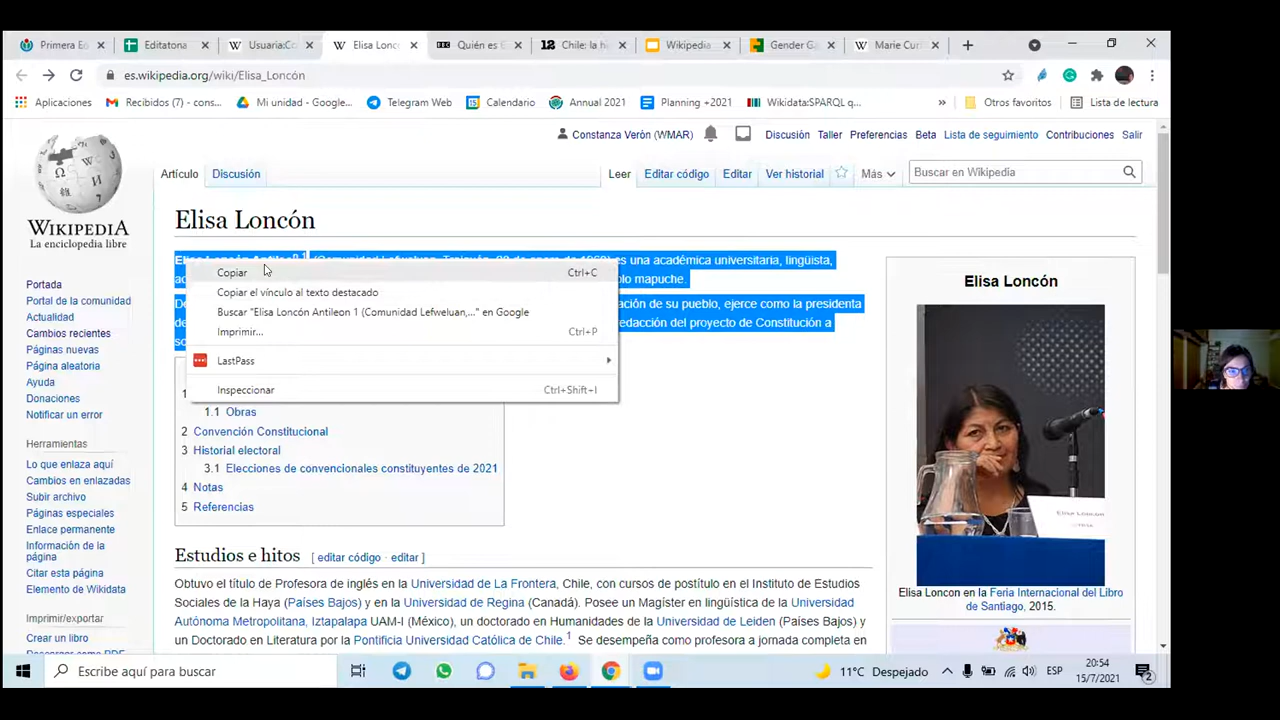 Primera Ed
Editatona
Usuaria:Co
Elisa Lonc
Quién es E
Chile: la hi
Wikipedia
Gender Ga
Marie Curi
es.wikipedia.org/wiki/Elisa_Loncón
Aplicaciones
Recibidos (7) - cons...
Mi unidad - Google...
Telegram Web
Calendario
Annual 2021
Planning +2021
Wikidata:SPARQL q...
»
Otros favoritos
Lista de lectura
Constanza Verón (WMAR)
Discusión
Taller
Preferencias
Beta
Lista de seguimiento
Contribuciones
Salir
Artículo
Discusión
Leer
Editar código
Editar
Ver historial
Más
Buscar en Wikipedia
WIKIPEDIA
La enciclopedia libre
Portada
Portal de la comunidad
Actualidad
Cambios recientes
Páginas nuevas
Página aleatoria
Ayuda
Donaciones
Notificar un error
Herramientas
Lo que enlaza aquí
Cambios en enlazadas
Subir archivo
Páginas especiales
Enlace permanente
Información de la
página
Citar esta página
Elemento de Wikidata
Imprimir/exportar
Crear un libro
Descargar como PDF
Elisa Loncón
es una académica universitaria, lingüista,
lo mapuche.
ación de su pueblo, ejerce como la presidenta
redacción del proyecto de Constitución a
Copiar Ctrl+C
Copiar el vínculo al texto destacado
Buscar "Elisa Loncón Antileon 1 (Comunidad Lefweluan,..." en Google
Imprimir... Ctrl+P
LastPass
Inspeccionar Ctrl+Shift+I
1
1.1 Obras
2 Convención Constitucional
3 Historial electoral
3.1 Elecciones de convencionales constituyentes de 2021
4 Notas
5 Referencias
Estudios e hitos [ editar código · editar ]
Obtuvo el título de Profesora de inglés en la Universidad de La Frontera, Chile, con cursos de postítulo en el Instituto de Estudios
Sociales de la Haya (Países Bajos) y en la Universidad de Regina (Canadá). Posee un Magíster en lingüística de la Universidad
Autónoma Metropolitana, Iztapalapa UAM-I (México), un doctorado en Humanidades de la Universidad de Leiden (Países Bajos) y
un Doctorado en Literatura por la Pontificia Universidad Católica de Chile.1 Se desempeña como profesora a jornada completa en
Elisa Loncón
ELISA LONCÓN
Elisa Loncon en la Feria Internacional del Libro
de Santiago, 2015.
Escribe aquí para buscar
11°C Despejado
ESP
20:54
15/7/2021
2